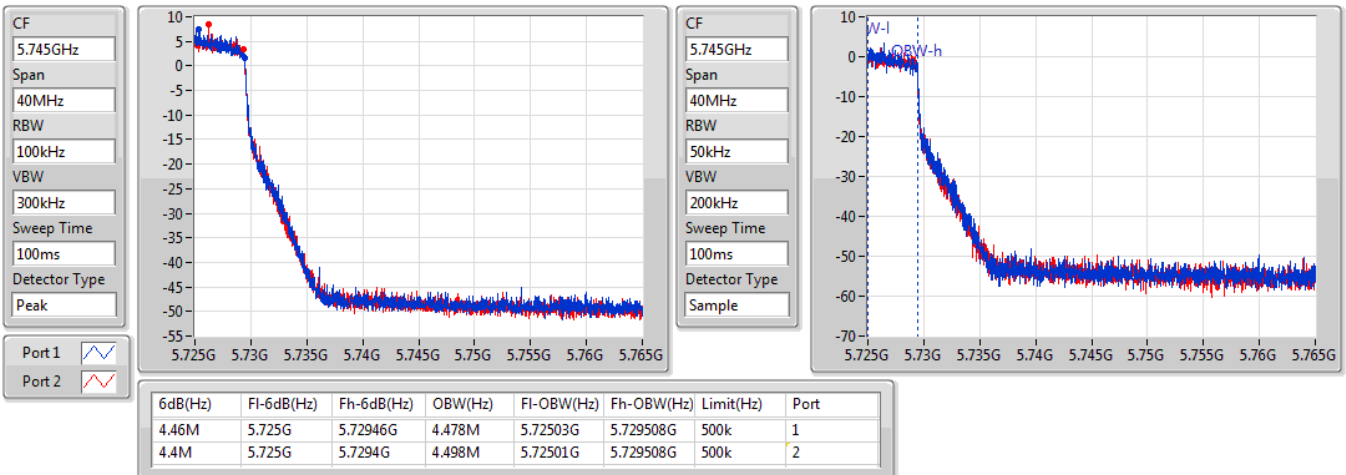 CF
5.745GHz
Span
40MHz
RBW
100kHz
VBW
300kHz
Sweep Time
100ms
Detector Type
Peak
Port 1
Port 2
10
5
0
-5
-10
-15
-20
-25
-30
-35
-40
-45
-50
-55
5.725G 5.73G 5.735G 5.74G 5.745G 5.75G 5.755G 5.76G 5.765G
CF
5.745GHz
Span
40MHz
RBW
50kHz
VBW
200kHz
Sweep Time
100ms
Detector Type
Sample
10
0
-10
-20
-30
-40
-50
-60
-70
W-l
OBW-h
5.725G 5.73G 5.735G 5.74G 5.745G 5.75G 5.755G 5.76G 5.765G
6dB(Hz) Fl-6dB(Hz) Fh-6dB(Hz) OBW(Hz) Fl-OBW(Hz) Fh-OBW(Hz) Limit(Hz) Port
4.46M 5.725G 5.72946G 4.478M 5.72503G 5.729508G 500k 1
4.4M 5.725G 5.7294G 4.498M 5.72501G 5.729508G 500k 2